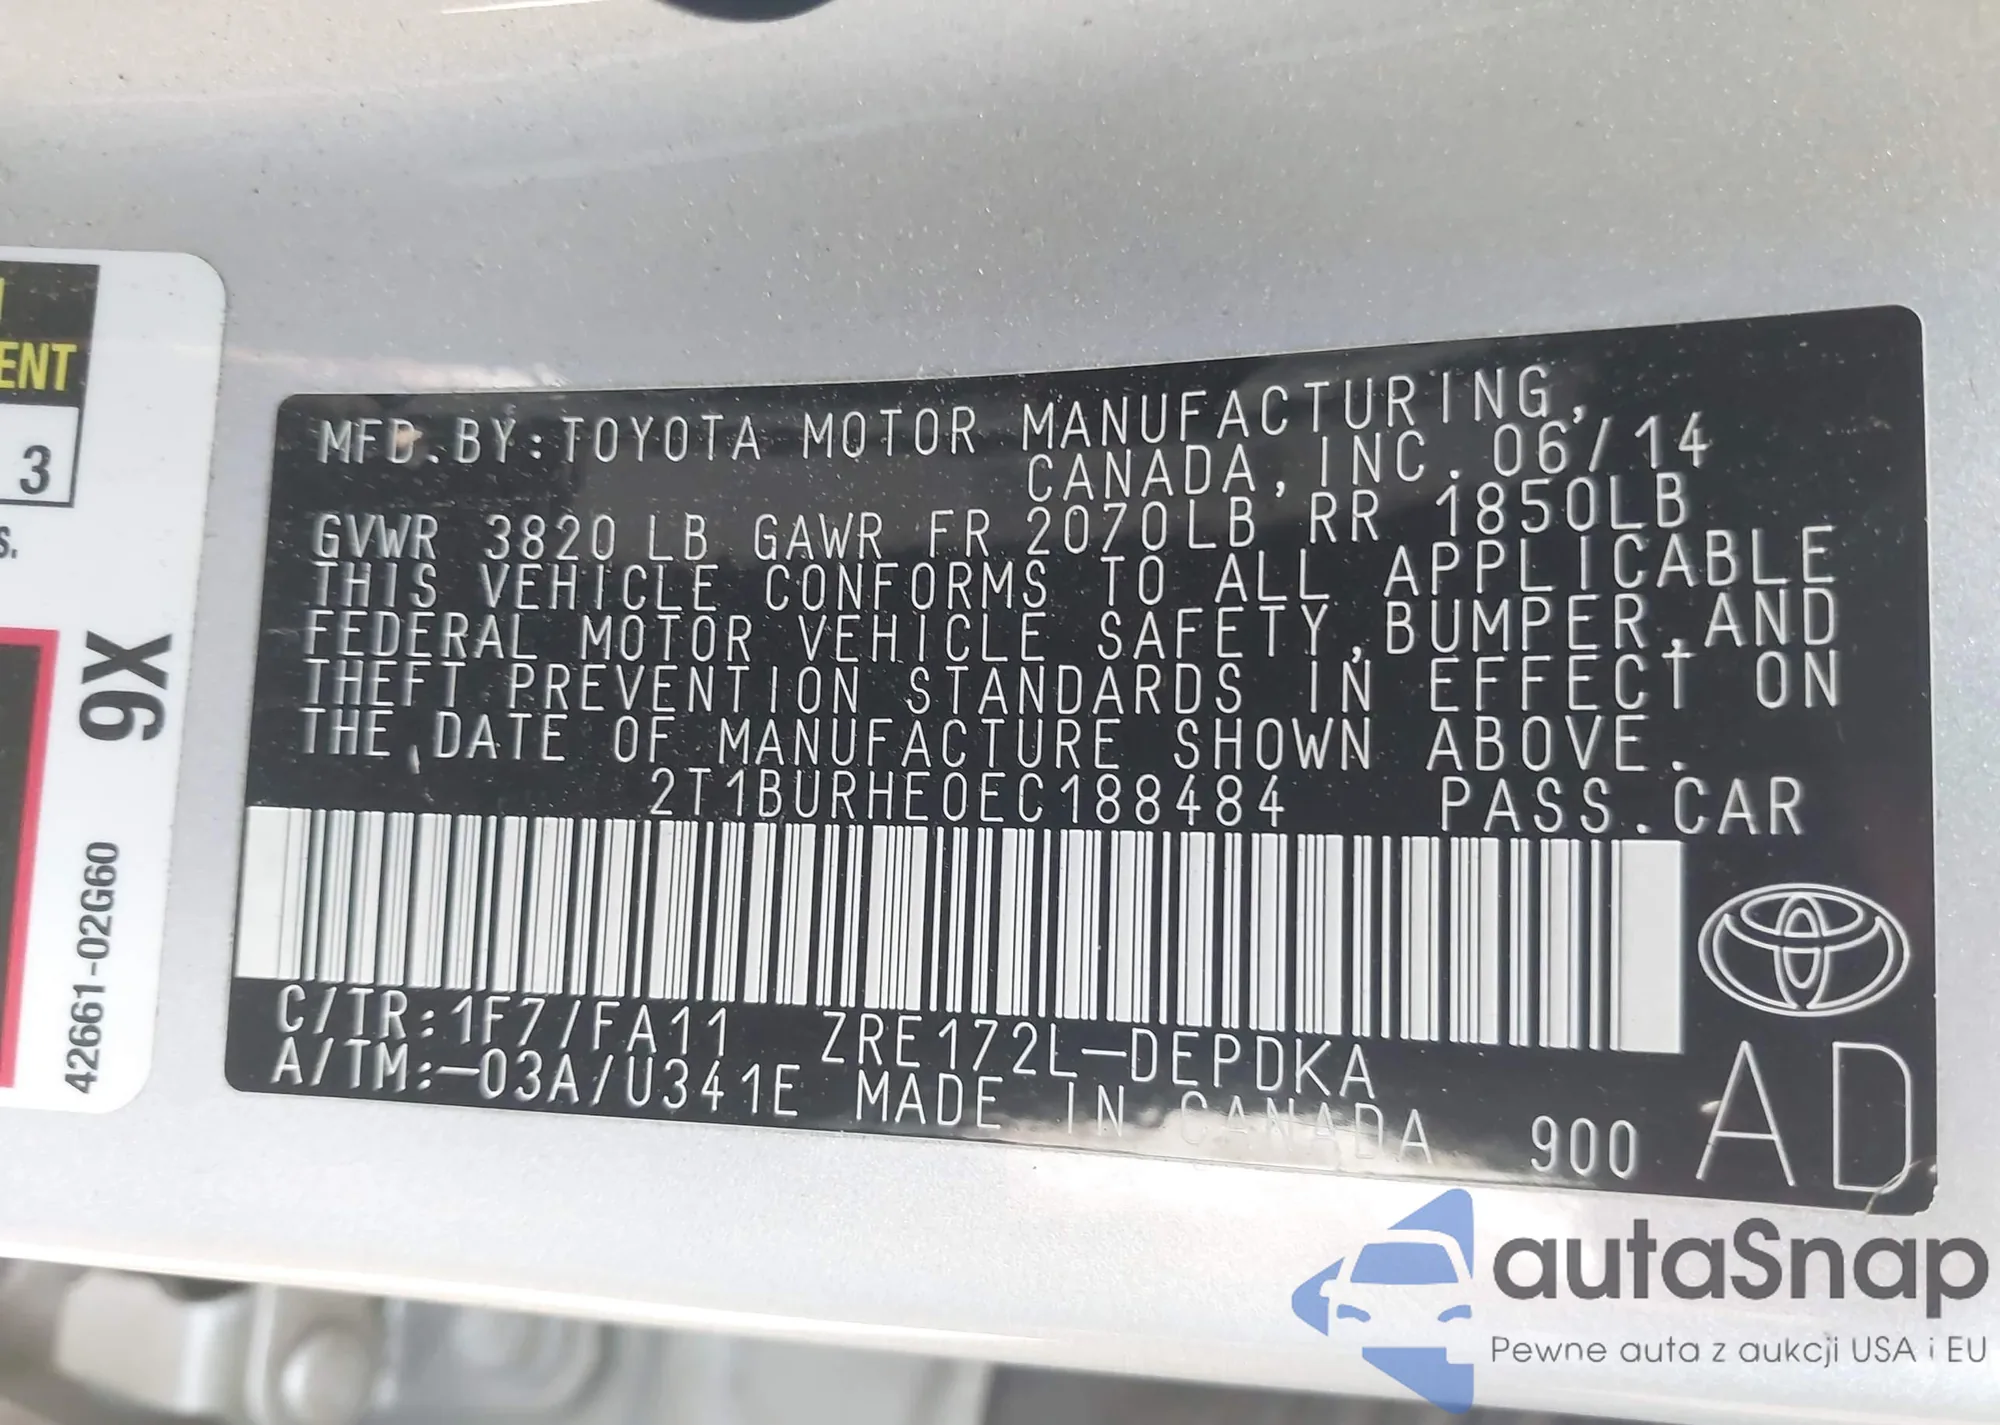 ENT
3
s.
9X
42661-02G60
MFD.BY:TOYOTA MOTOR MANUFACTURING,
CANADA,INC.06/14
GVWR 3820LB GAWR FR 2070LB RR 1850LB
THIS VEHICLE CONFORMS TO ALL APPLICABLE
FEDERAL MOTOR VEHICLE SAFETY,BUMPER,AND
THEFT PREVENTION STANDARDS IN EFFECT ON
THE DATE OF MANUFACTURE SHOWN ABOVE.
2T1BURHE0EC188484 PASS.CAR
C/TR:1F7/FA11 ZRE172L-DEPDKA
A/TM:-03A/U341E MADE IN CANADA 900
AD
autaSnap
Pewne auta z aukcji USA i EU